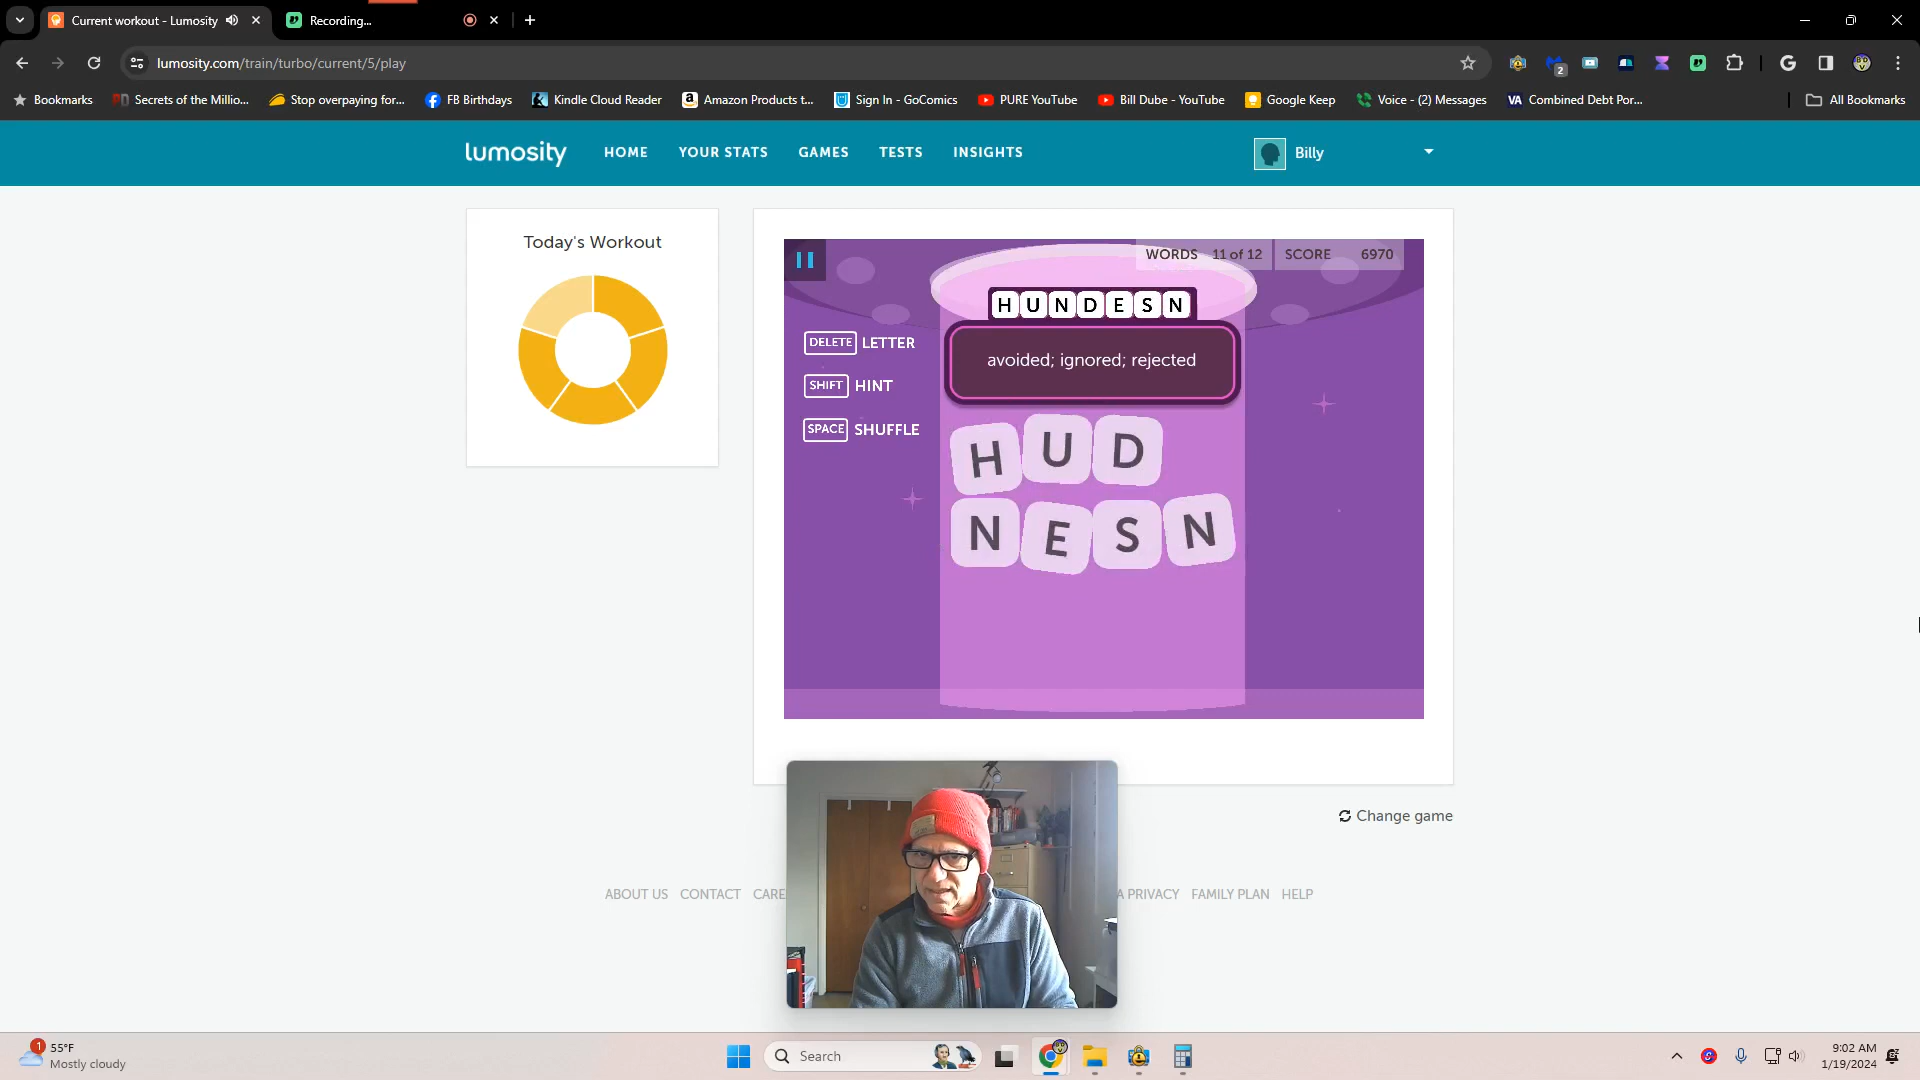 Current workout - Lumosity
Recording...
lumosity.com/train/turbo/current/5/play
2
Bookmarks
Secrets of the Millio...
Stop overpaying for...
FB Birthdays
Kindle Cloud Reader
Amazon Products t...
Sign In - GoComics
PURE YouTube
Bill Dube - YouTube
Google Keep
Voice - (2) Messages
VA Combined Debt Por...
All Bookmarks
lumosity
HOME
YOUR STATS
GAMES
TESTS
INSIGHTS
Billy
Today's Workout
WORDS 11 of 12
SCORE 6970
H U N D E S N
avoided; ignored; rejected
DELETE LETTER
SHIFT HINT
SPACE SHUFFLE
H U D
N E S N
Change game
ABOUT US CONTACT CARE
A PRIVACY FAMILY PLAN HELP
1
55°F
Mostly cloudy
Search
9:02 AM
1/19/2024